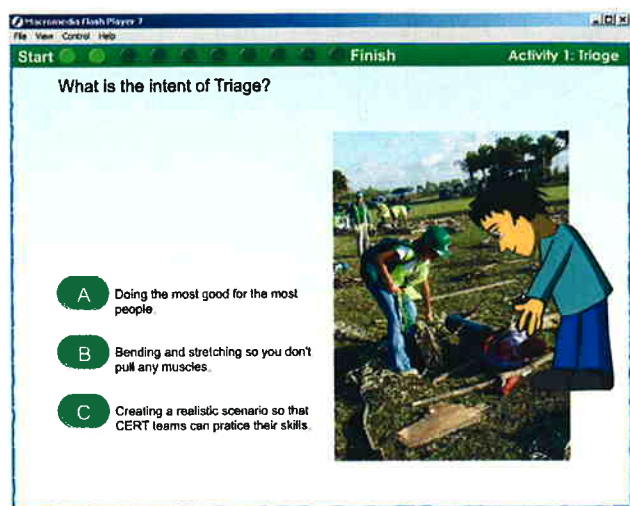 Macromedia Flash Player 7
File View Control Help
Start Finish Activity 1: Triage
What is the intent of Triage?
A Doing the most good for the most
people.
B Bending and stretching so you don't
pull any muscles.
C Creating a realistic scenario so that
CERT teams can pratice their skills.